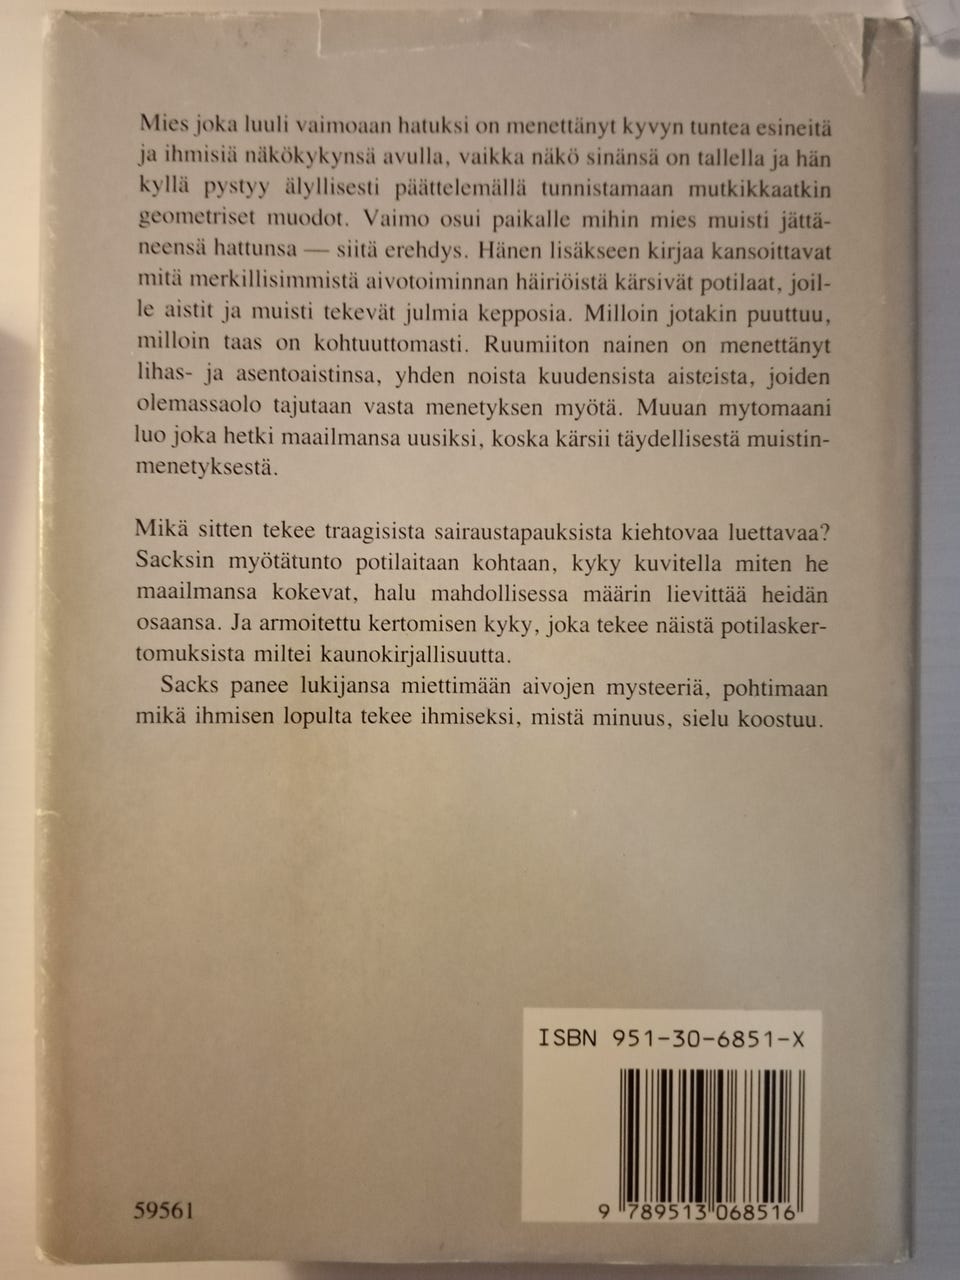 Mies joka luuli vaimoaan hatuksi on menettänyt kyvyn tuntea esineitä
ja ihmisiä näkökykynsä avulla, vaikka näkö sinänsä on tallella ja hän
kyllä pystyy älyllisesti päättelemällä tunnistamaan mutkikkaatkin
geometriset muodot. Vaimo osui paikalle mihin mies muisti jättä-
neensä hattunsa — siitä erehdys. Hänen lisäkseen kirjaa kansoittavat
mitä merkillisimmistä aivotoiminnan häiriöistä kärsivät potilaat, joil-
le aistit ja muisti tekevät julmia kepposia. Milloin jotakin puuttuu,
milloin taas on kohtuuttomasti. Ruumiiton nainen on menettänyt
lihas- ja asentoaistinsa, yhden noista kuudensista aisteista, joiden
olemassaolo tajutaan vasta menetyksen myötä. Muuan mytomaani
luo joka hetki maailmansa uusiksi, koska kärsii täydellisestä muistin-
menetyksestä.
Mikä sitten tekee traagisista sairaustapauksista kiehtovaa luettavaa?
Sacksin myötätunto potilaitaan kohtaan, kyky kuvitella miten he
maailmansa kokevat, halu mahdollisessa määrin lievittää heidän
osaansa. Ja armoitettu kertomisen kyky, joka tekee näistä potilasker-
tomuksista miltei kaunokirjallisuutta.
Sacks panee lukijansa miettimään aivojen mysteeriä, pohtimaan
mikä ihmisen lopulta tekee ihmiseksi, mistä minuus, sielu koostuu.
ISBN 951-30-6851-X
9 789513 068516
59561